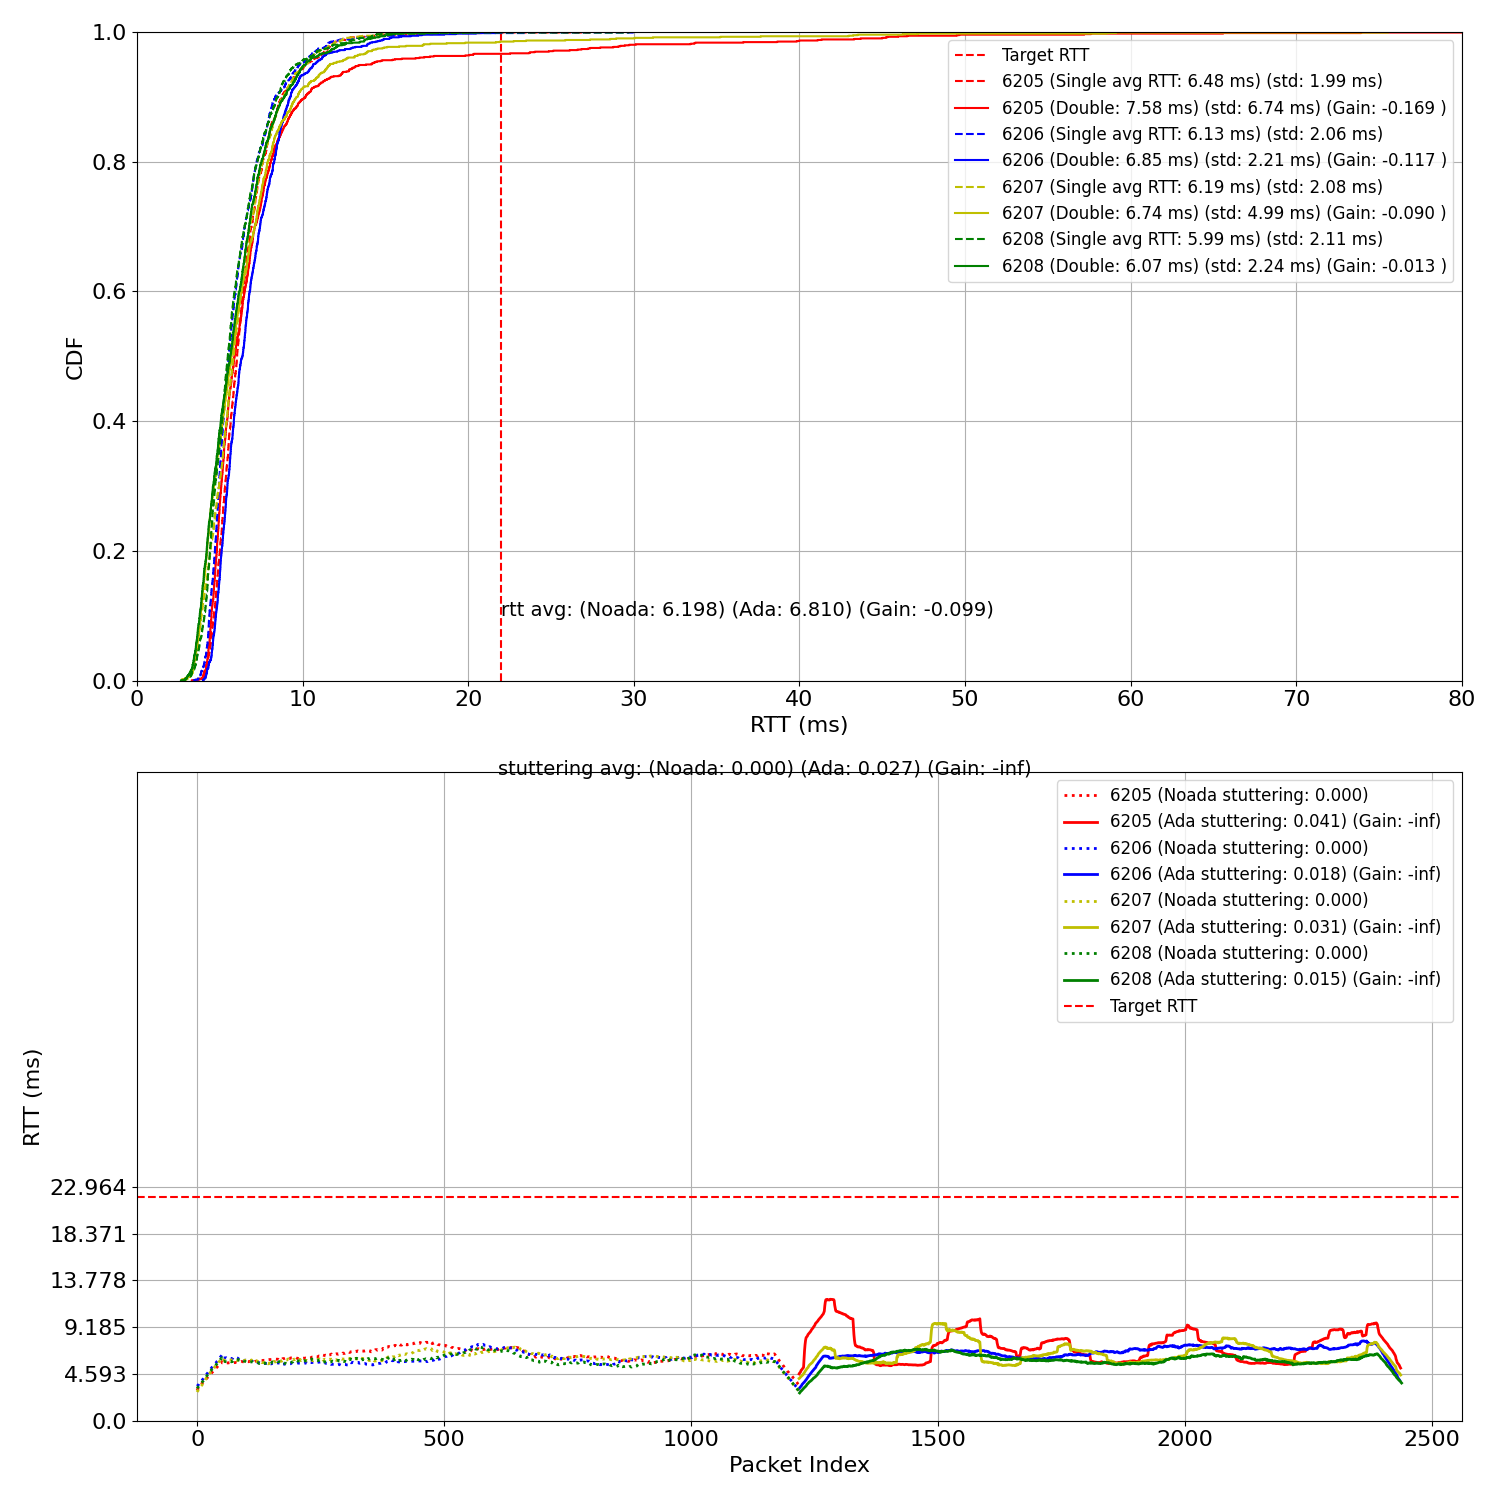 1.0
0.8
0.6
0.4
0.2
0.0
CDF
Target RTT
6205 (Single avg RTT: 6.48 ms) (std: 1.99 ms)
6205 (Double: 7.58 ms) (std: 6.74 ms) (Gain: -0.169 )
6206 (Single avg RTT: 6.13 ms) (std: 2.06 ms)
6206 (Double: 6.85 ms) (std: 2.21 ms) (Gain: -0.117 )
6207 (Single avg RTT: 6.19 ms) (std: 2.08 ms)
6207 (Double: 6.74 ms) (std: 4.99 ms) (Gain: -0.090 )
6208 (Single avg RTT: 5.99 ms) (std: 2.11 ms)
6208 (Double: 6.07 ms) (std: 2.24 ms) (Gain: -0.013 )
rtt avg: (Noada: 6.198) (Ada: 6.810) (Gain: -0.099)
0 10 20 30 40 50 60 70 80
RTT (ms)
stuttering avg: (Noada: 0.000) (Ada: 0.027) (Gain: -inf)
6205 (Noada stuttering: 0.000)
6205 (Ada stuttering: 0.041) (Gain: -inf)
6206 (Noada stuttering: 0.000)
6206 (Ada stuttering: 0.018) (Gain: -inf)
6207 (Noada stuttering: 0.000)
6207 (Ada stuttering: 0.031) (Gain: -inf)
6208 (Noada stuttering: 0.000)
6208 (Ada stuttering: 0.015) (Gain: -inf)
Target RTT
RTT (ms)
22.964
18.371
13.778
9.185
4.593
0.0
0 500 1000 1500 2000 2500
Packet Index